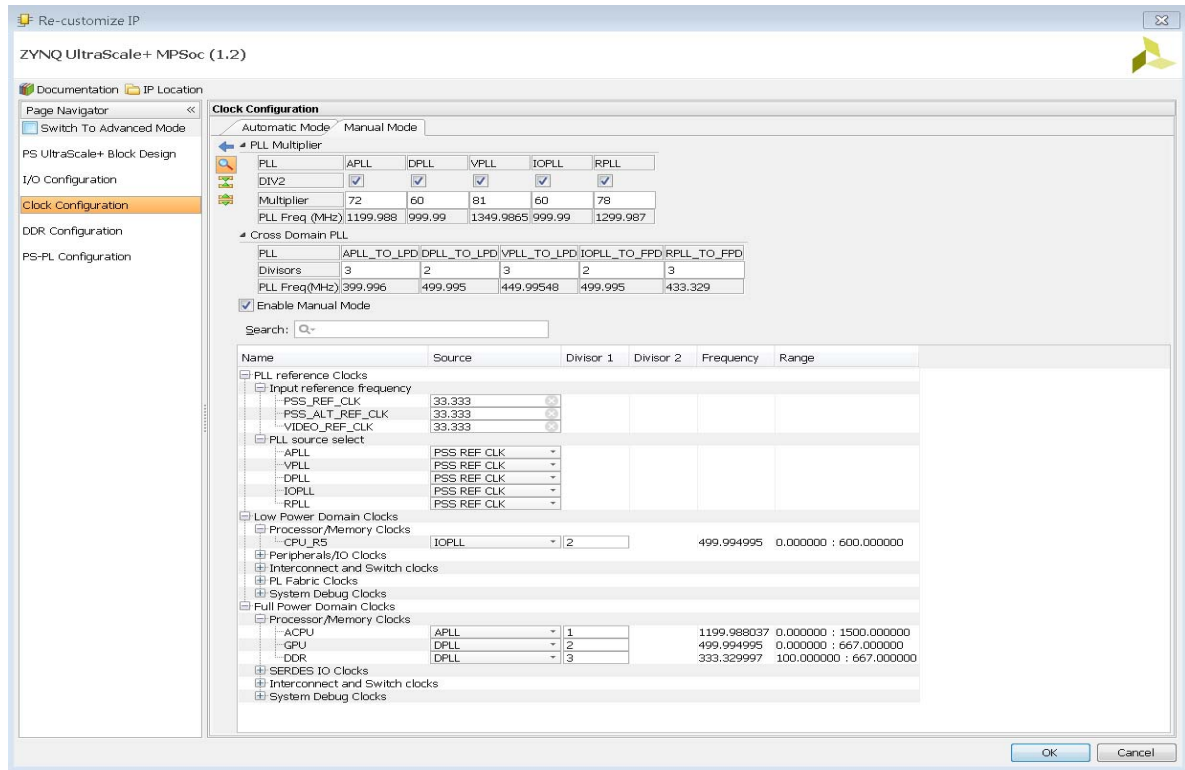 Re-customize IP
ZYNQ UltraScale+ MPSoc (1.2)
Documentation IP Location
Page Navigator «
Switch To Advanced Mode
PS UltraScale+ Block Design
I/O Configuration
Clock Configuration
DDR Configuration
PS-PL Configuration
Clock Configuration
Automatic Mode Manual Mode
PLL Multiplier
PLL APLL DPLL VPLL IOPLL RPLL
DIV2
Multiplier 72 60 81 60 78
PLL Freq (MHz) 1199.988 999.99 1349.9865 999.99 1299.987
Cross Domain PLL
PLL APLL_TO_LPD DPLL_TO_LPD VPLL_TO_LPD IOPLL_TO_FPD RPLL_TO_FPD
Divisors 3 2 3 2 3
PLL Freq(MHz) 399.996 499.995 449.99548 499.995 433.329
Enable Manual Mode
Search:
Name Source Divisor 1 Divisor 2 Frequency Range
PLL reference Clocks
Input reference frequency
PSS_REF_CLK 33.333
PSS_ALT_REF_CLK 33.333
VIDEO_REF_CLK 33.333
PLL source select
APLL PSS REF CLK
VPLL PSS REF CLK
DPLL PSS REF CLK
IOPLL PSS REF CLK
RPLL PSS REF CLK
Low Power Domain Clocks
Processor/Memory Clocks
CPU_R5 IOPLL 2 499.994995 0.000000 : 600.000000
Peripherals/IO Clocks
Interconnect and Switch clocks
PL Fabric Clocks
System Debug Clocks
Full Power Domain Clocks
Processor/Memory Clocks
ACPU APLL 1 1199.988037 0.000000 : 1500.000000
GPU DPLL 2 499.994995 0.000000 : 667.000000
DDR DPLL 3 333.329997 100.000000 : 667.000000
SERDES IO Clocks
Interconnect and Switch clocks
System Debug Clocks
OK Cancel